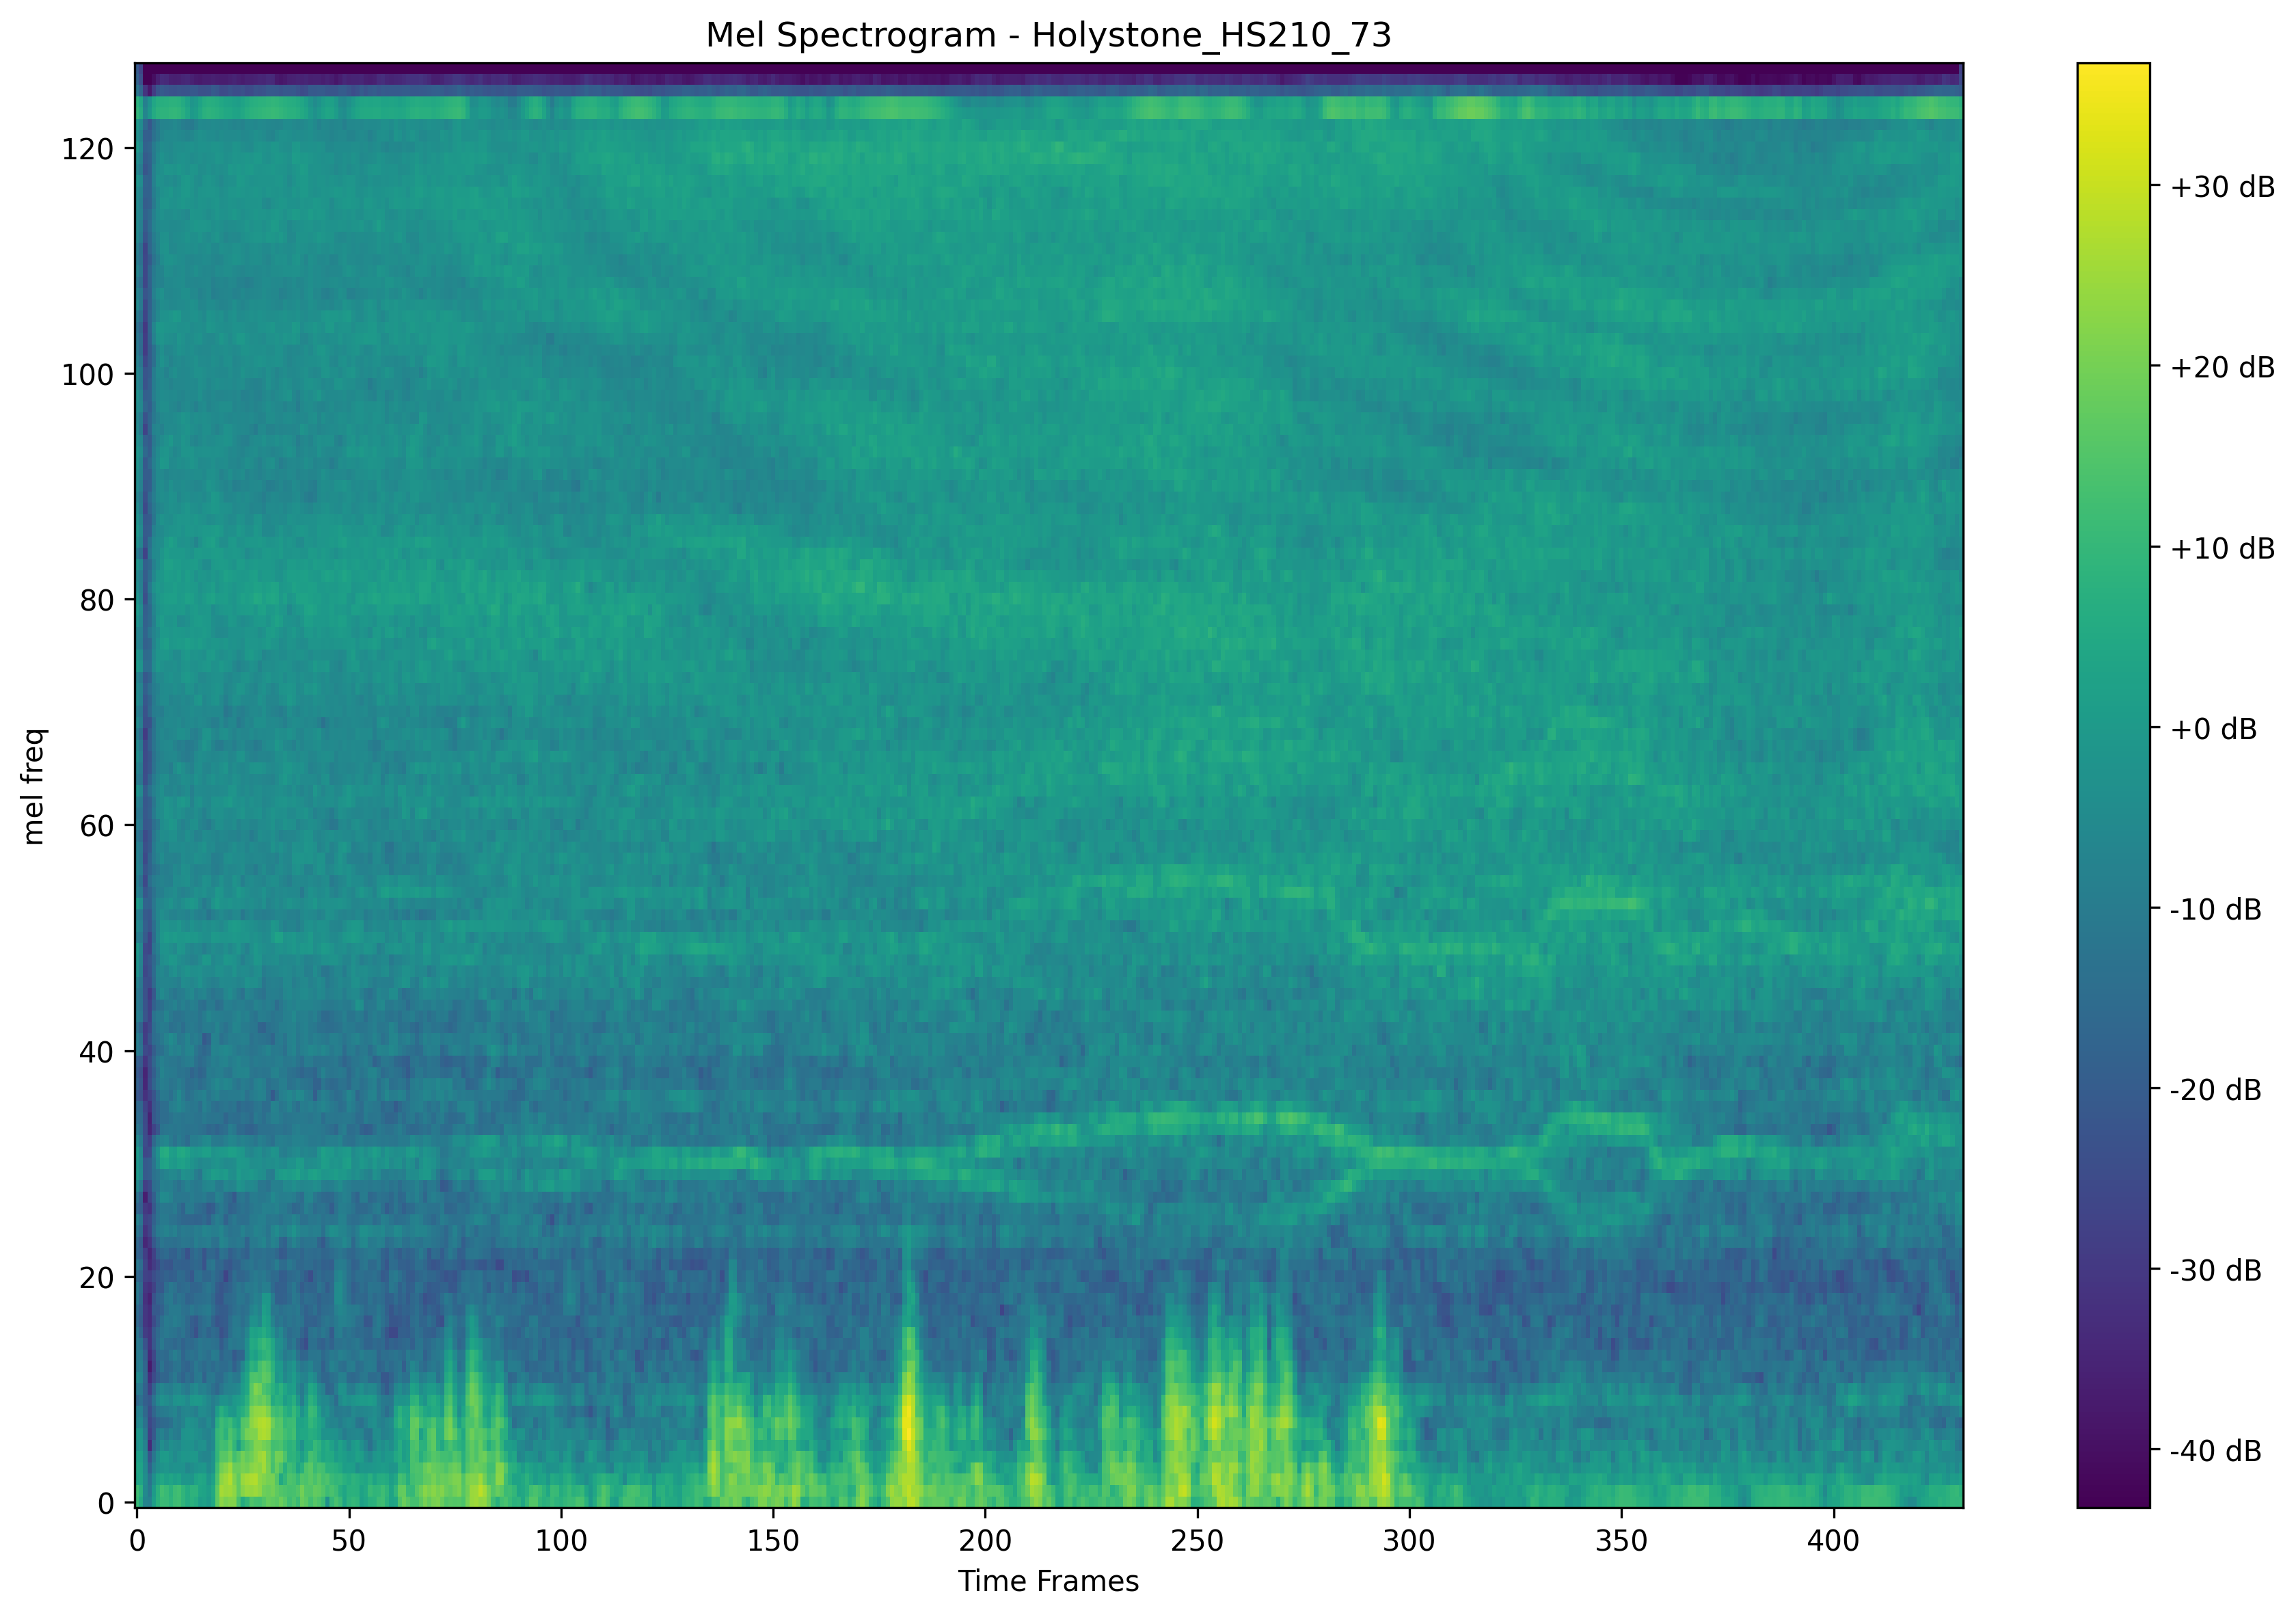 Mel Spectrogram - Holystone_HS210_73
mel freq
120
100
80
60
40
20
0
0 50 100 150 200 250 300 350 400
Time Frames
+30 dB
+20 dB
+10 dB
+0 dB
-10 dB
-20 dB
-30 dB
-40 dB